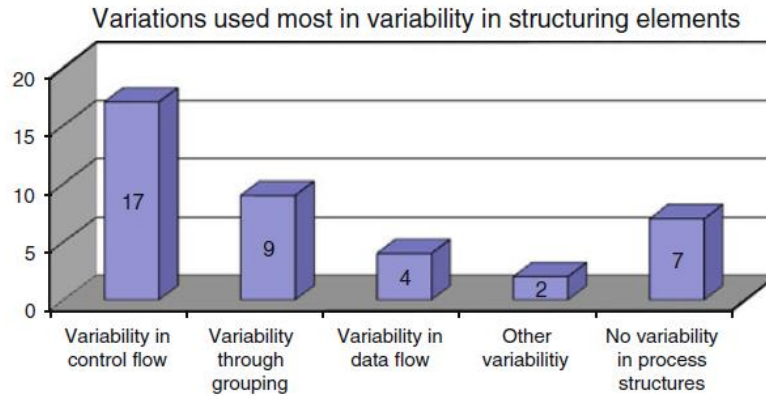 Variations used most in variability in structuring elements
20
15
10
5
0
17
9
4
2
7
Variability in
control flow
Variability
through
grouping
Variability in
data flow
Other
variabilitiy
No variability
in process
structures